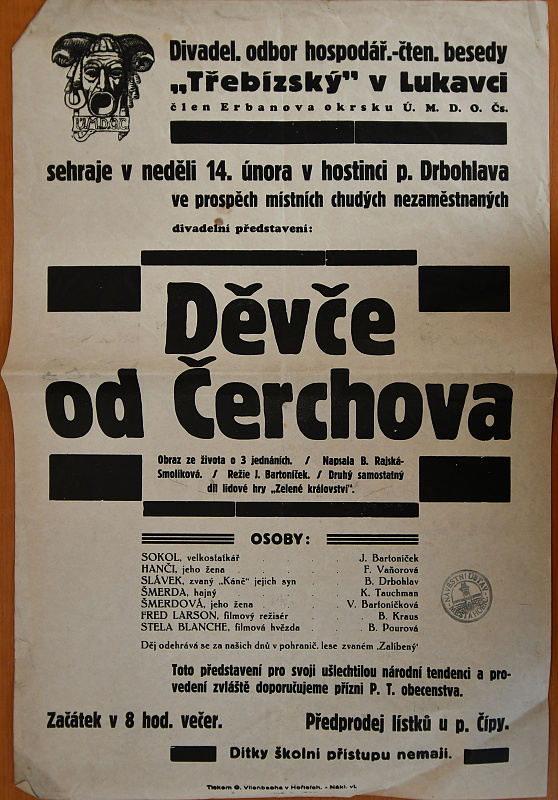 Ú.M.D.O.Č.
Divadel. odbor hospodář.-čten. besedy
„Třebízský” v Lukavci
člen Erbanova okrsku Ú. M. D. O. Čs.
sehraje v neděli 14. února v hostinci p. Drbohlava
ve prospěch místních chudých nezaměstnaných
divadelní představení:
Děvče
od Čerchova
Obraz ze života o 3 jednáních. / Napsala B. Rajská-
Smolíková. / Režie J. Bartoníček. / Druhý samostatný
díl lidové hry „Zelené království”.
OSOBY:
SOKOL, velkostatkář . . . . J. Bartoníček
HANČI, jeho žena . . . . F. Vaňorová
SLÁVEK, zvaný „Káně” jejich syn . . B. Drbohlav
ŠMERDA, hajný . . . . K. Tauchman
ŠMERDOVÁ, jeho žena . . . V. Bartoníčková
FRED LARSON, filmový režisér . . . B. Kraus
STELA BLANCHE, filmová hvězda . . B. Pourová
Děj odehrává se za našich dnů v pohranič. lese zvaném „Zalíbený”
Toto představení pro svoji ušlechtilou národní tendenci a pro-
vedení zvláště doporučujeme přízni P. T. obecenstva.
Začátek v 8 hod. večer. Předprodej lístků u p. Čípy.
Dítky školní přístupu nemají.
Tiskem G. Vilenbecha v Hořicích. - Nákl. vl.